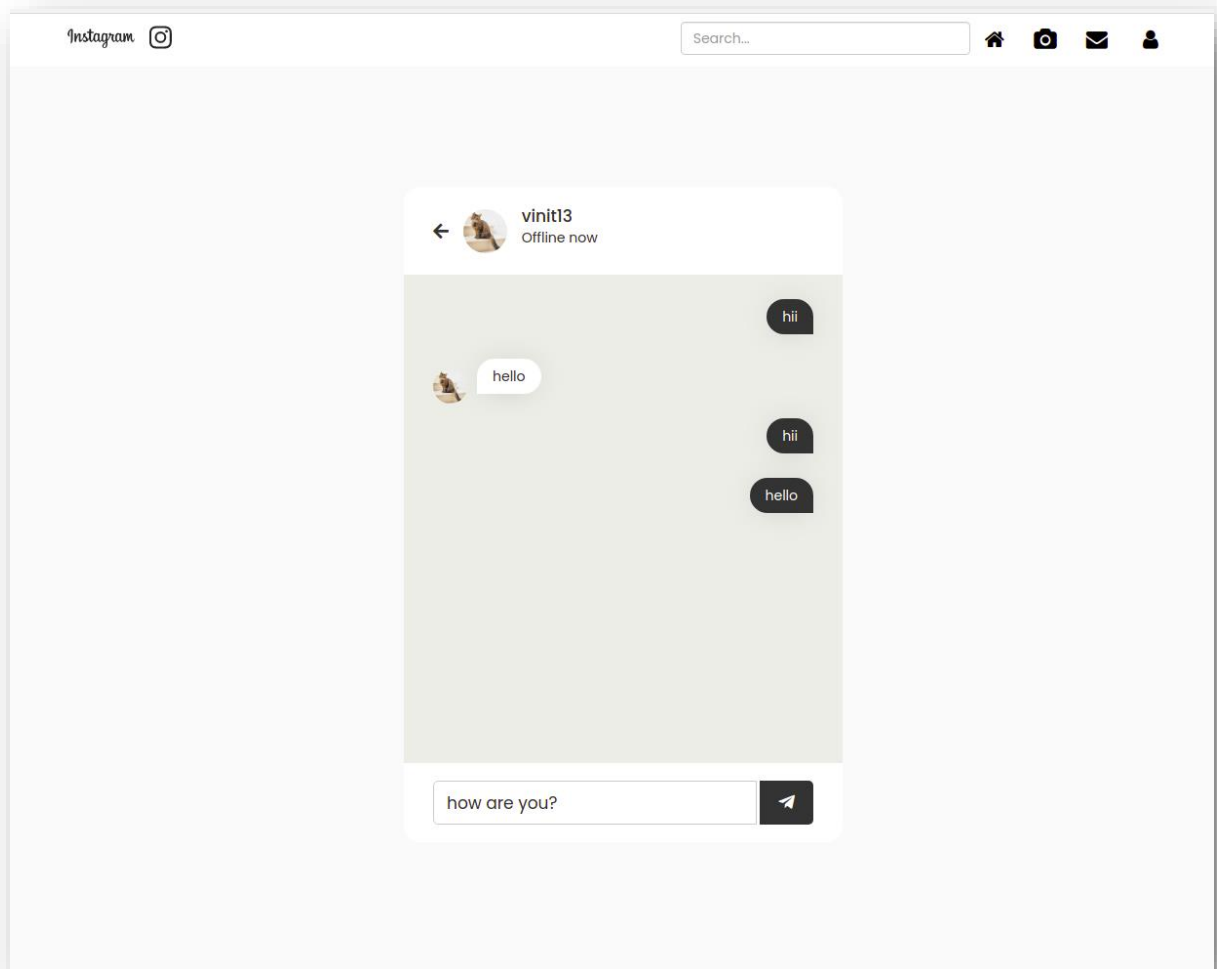 Instagram
Search...
vinit13
Offline now
hii
hello
hii
hello
how are you?